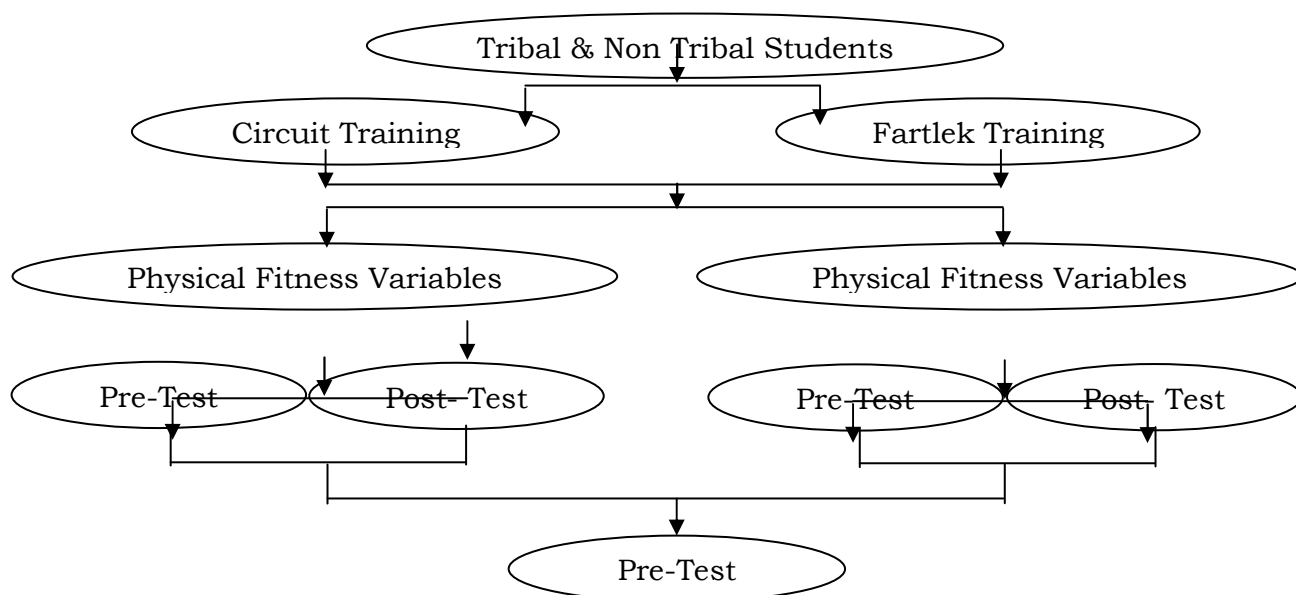 Tribal & Non Tribal Students
Circuit Training
Fartlek Training
Physical Fitness Variables
Physical Fitness Variables
Pre-Test
Post- Test
Pre-Test
Post- Test
Pre-Test